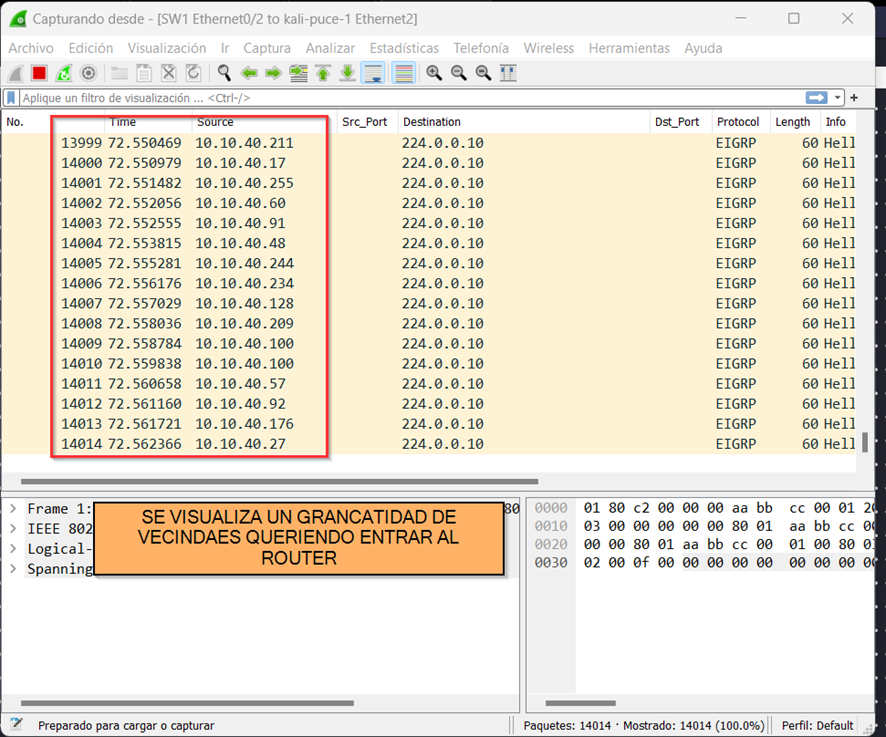 Capturando desde - [SW1 Ethernet0/2 to kali-puce-1 Ethernet2]
Archivo Edición Visualización Ir Captura Analizar Estadísticas Telefonía Wireless Herramientas Ayuda
Aplique un filtro de visualización ... <Ctrl-/>
No. Time Source Src_Port Destination Dst_Port Protocol Length Info
13999 72.550469 10.10.40.211 224.0.0.10 EIGRP 60 Hell
14000 72.550979 10.10.40.17 224.0.0.10 EIGRP 60 Hell
14001 72.551482 10.10.40.255 224.0.0.10 EIGRP 60 Hell
14002 72.552056 10.10.40.60 224.0.0.10 EIGRP 60 Hell
14003 72.552555 10.10.40.91 224.0.0.10 EIGRP 60 Hell
14004 72.553815 10.10.40.48 224.0.0.10 EIGRP 60 Hell
14005 72.555281 10.10.40.244 224.0.0.10 EIGRP 60 Hell
14006 72.556176 10.10.40.234 224.0.0.10 EIGRP 60 Hell
14007 72.557029 10.10.40.128 224.0.0.10 EIGRP 60 Hell
14008 72.558036 10.10.40.209 224.0.0.10 EIGRP 60 Hell
14009 72.558784 10.10.40.100 224.0.0.10 EIGRP 60 Hell
14010 72.559838 10.10.40.100 224.0.0.10 EIGRP 60 Hell
14011 72.560658 10.10.40.57 224.0.0.10 EIGRP 60 Hell
14012 72.561160 10.10.40.92 224.0.0.10 EIGRP 60 Hell
14013 72.561721 10.10.40.176 224.0.0.10 EIGRP 60 Hell
14014 72.562366 10.10.40.27 224.0.0.10 EIGRP 60 Hell
Frame 1: 80
IEEE 802
Logical-
Spanning
SE VISUALIZA UN GRANCATIDAD DE
VECINDAES QUERIENDO ENTRAR AL
ROUTER
0000 01 80 c2 00 00 00 aa bb cc 00 01 20
0010 03 00 00 00 00 00 80 01 aa bb cc 00
0020 00 00 80 01 aa bb cc 00 01 00 80 01
0030 02 00 0f 00 00 00 00 00 00 00 00 00
Preparado para cargar o capturar
Paquetes: 14014 · Mostrado: 14014 (100.0%)
Perfil: Default